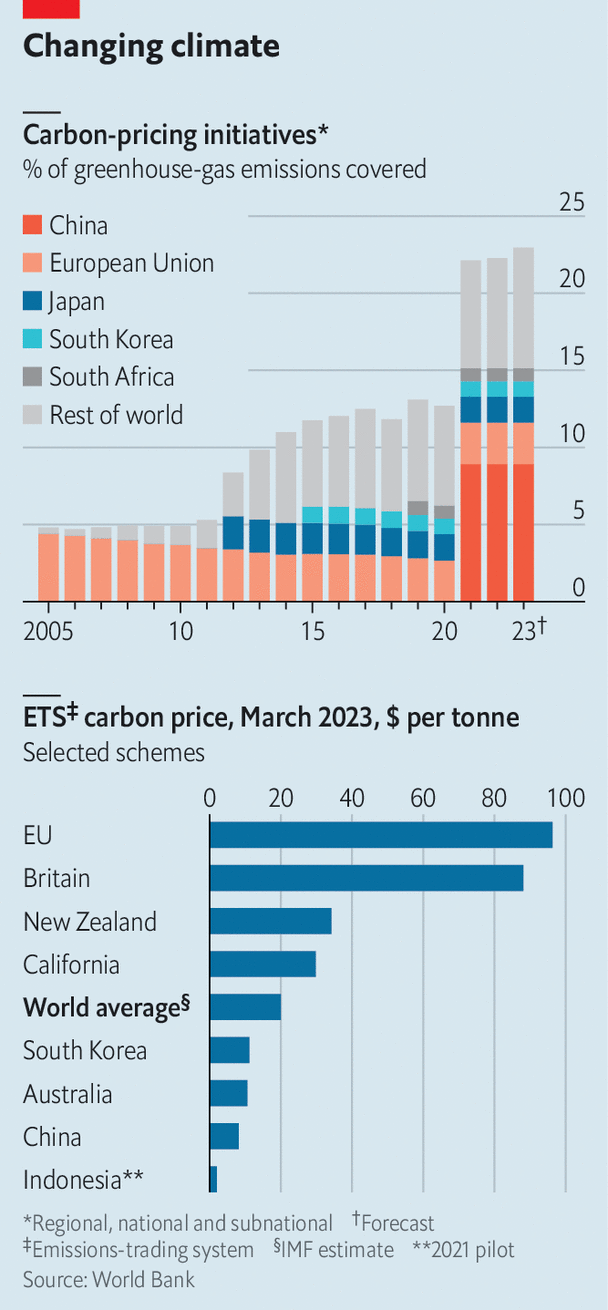 Changing climate
Carbon-pricing initiatives*
% of greenhouse-gas emissions covered
China
European Union
Japan
South Korea
South Africa
Rest of world
25
20
15
10
5
0
2005 10 15 20 23†
ETS‡ carbon price, March 2023, $ per tonne
Selected schemes
0 20 40 60 80 100
EU
Britain
New Zealand
California
World average§
South Korea
Australia
China
Indonesia**
*Regional, national and subnational †Forecast
‡Emissions-trading system §IMF estimate **2021 pilot
Source: World Bank